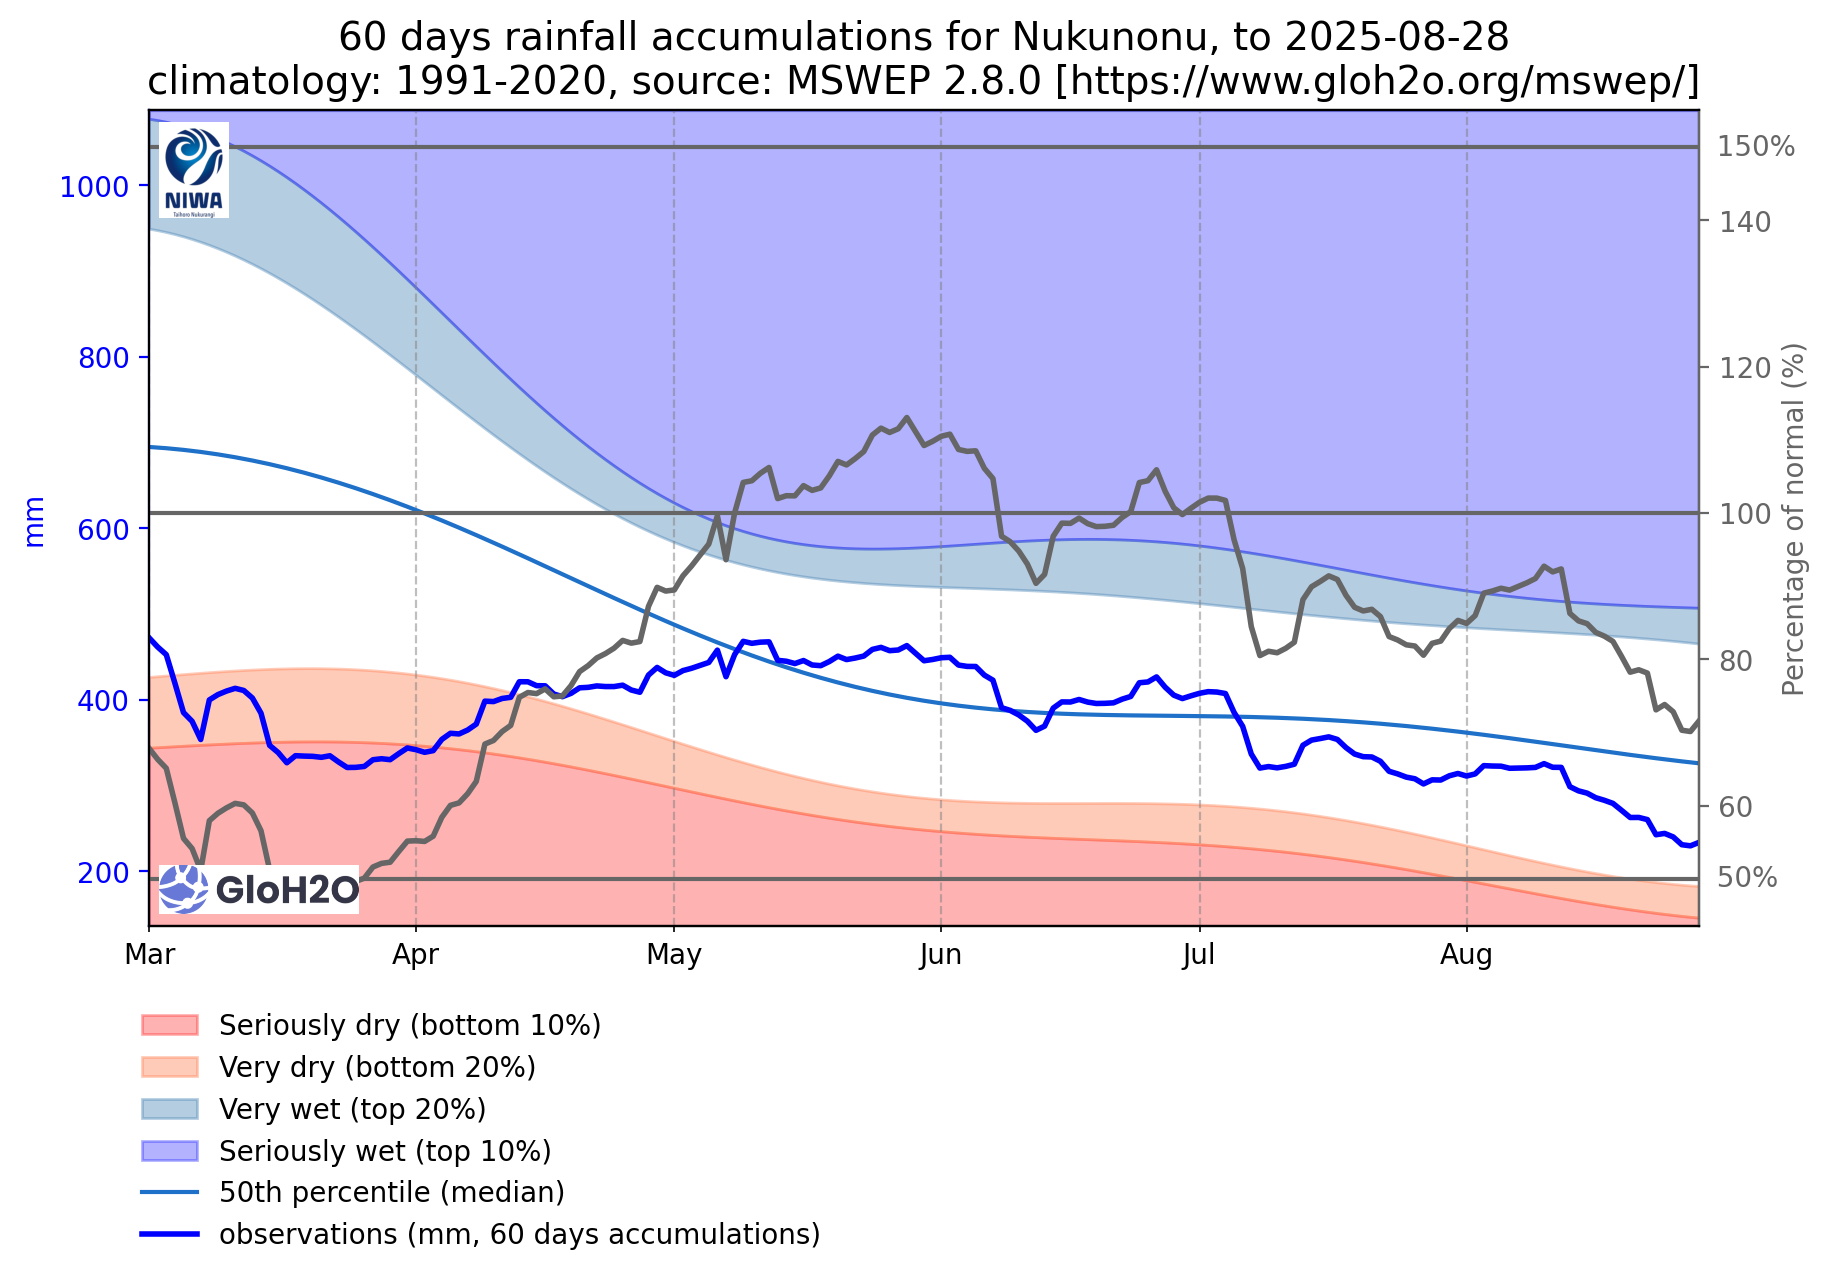 60 days rainfall accumulations for Nukunonu, to 2025-08-28
climatology: 1991-2020, source: MSWEP 2.8.0 [https://www.gloh2o.org/mswep/]
NIWA
Taihoro Nukurangi
1000
800
600
400
200
mm
150%
140
120
100
80
60
50%
Percentage of normal (%)
GloH2O
Mar
Apr
May
Jun
Jul
Aug
Seriously dry (bottom 10%)
Very dry (bottom 20%)
Very wet (top 20%)
Seriously wet (top 10%)
50th percentile (median)
observations (mm, 60 days accumulations)